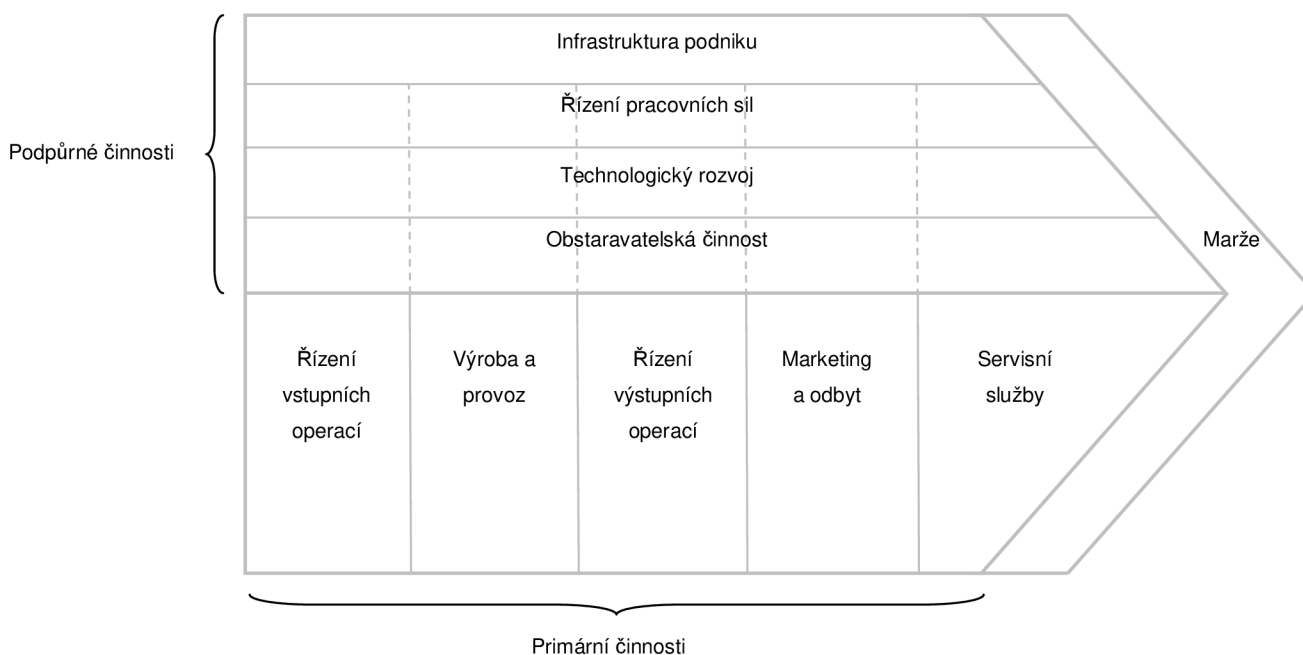 Infrastruktura podniku
Řízení pracovních sil
Podpůrné činnosti
Technologický rozvoj
Obstaravatelská činnost
Marže
Řízení
vstupních
operací
Výroba a
provoz
Řízení
výstupních
operací
Marketing
a odbyt
Servisní
služby
Primární činnosti